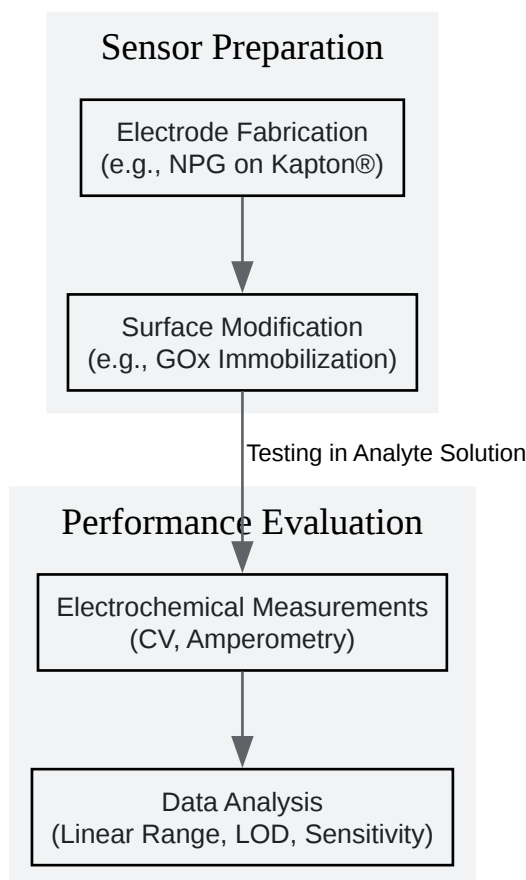 Sensor Preparation
Electrode Fabrication
(e.g., NPG on Kapton®)
Surface Modification
(e.g., GOx Immobilization)
Testing in Analyte Solution
Performance Evaluation
Electrochemical Measurements
(CV, Amperometry)
Data Analysis
(Linear Range, LOD, Sensitivity)